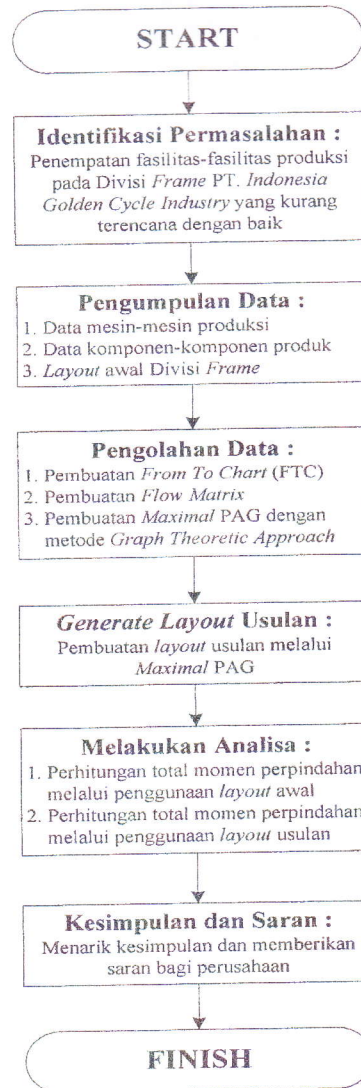 START
Identifikasi Permasalahan :
Penempatan fasilitas-fasilitas produksi
pada Divisi Frame PT. Indonesia
Golden Cycle Industry yang kurang
terencana dengan baik
Pengumpulan Data :
1. Data mesin-mesin produksi
2. Data komponen-komponen produk
3. Layout awal Divisi Frame
Pengolahan Data :
1. Pembuatan From To Chart (FTC)
2. Pembuatan Flow Matrix
3. Pembuatan Maximal PAG dengan
metode Graph Theoretic Approach
Generate Layout Usulan :
Pembuatan layout usulan melalui
Maximal PAG
Melakukan Analisa :
1. Perhitungan total momen perpindahan
melalui penggunaan layout awal
2. Perhitungan total momen perpindahan
melalui penggunaan layout usulan
Kesimpulan dan Saran :
Menarik kesimpulan dan memberikan
saran bagi perusahaan
FINISH